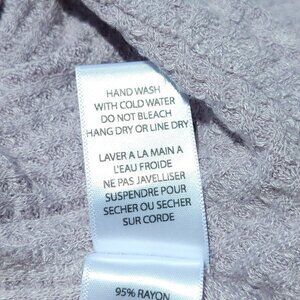 HAND WASH
WITH COLD WATER
DO NOT BLEACH
HANG DRY OR LINE DRY
LAVER A LA MAIN A
L'EAU FROIDE
NE PAS JAVELLISER
SUSPENDRE POUR
SECHER OU SECHER
SUR CORDE
95% RAYON